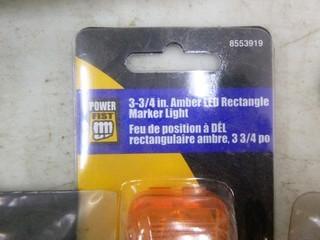 8553919
POWER
FIST
3-3/4 in. Amber LED Rectangle
Marker Light
Feu de position à DÉL
rectangulaire ambre, 3 3/4 po